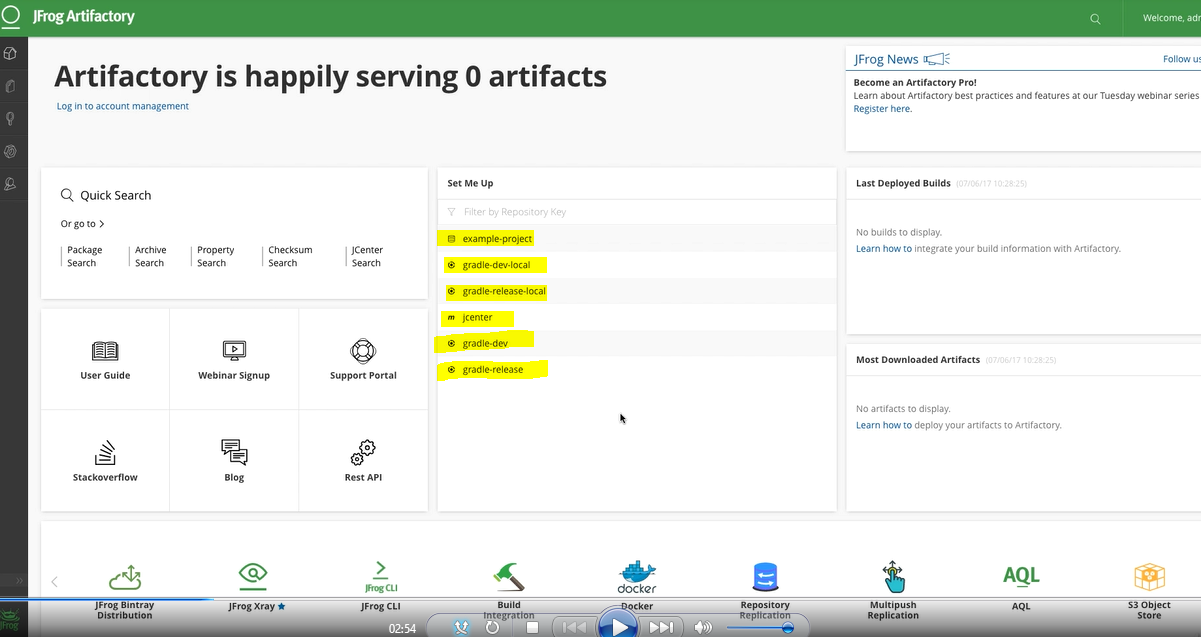 JFrog Artifactory
Welcome, adr
Artifactory is happily serving 0 artifacts
Log in to account management
JFrog News
Follow us
Become an Artifactory Pro!
Learn about Artifactory best practices and features at our Tuesday webinar series
Register here.
Quick Search
Or go to >
Package Search
Archive Search
Property Search
Checksum Search
JCenter Search
User Guide
Webinar Signup
Support Portal
Stackoverflow
Blog
Rest API
Set Me Up
Filter by Repository Key
example-project
gradle-dev-local
gradle-release-local
m jcenter
gradle-dev
gradle-release
Last Deployed Builds (07/06/17 10:28:25)
No builds to display.
Learn how to integrate your build information with Artifactory.
Most Downloaded Artifacts (07/06/17 10:28:25)
No artifacts to display.
Learn how to deploy your artifacts to Artifactory.
JFrog CLI
docker
AQL
JFrog Bintray Distribution
JFrog Xray
JFrog CLI
Build Integration
Docker
Repository Replication
Multipush Replication
AQL
S3 Object Store
JFrog
02:54